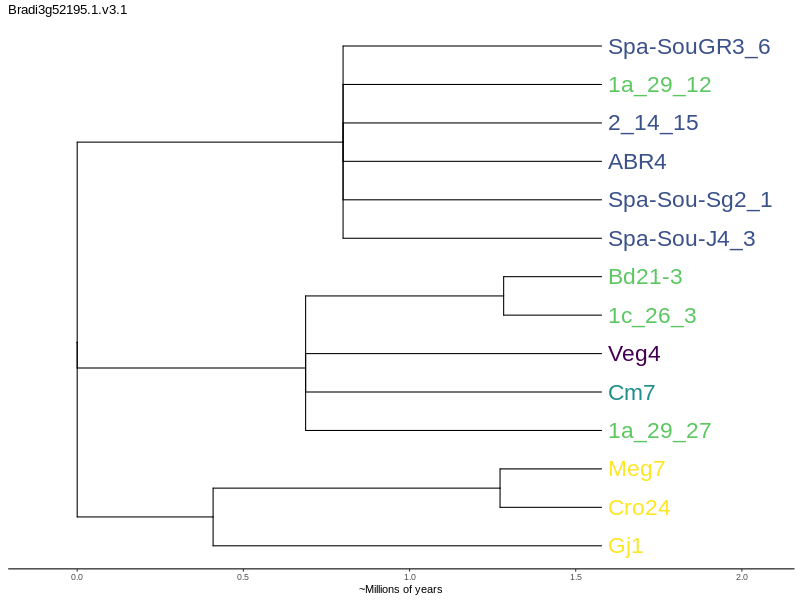 Bradi3g52195.1.v3.1
Spa-SouGR3_6
1a_29_12
2_14_15
ABR4
Spa-Sou-Sg2_1
Spa-Sou-J4_3
Bd21-3
1c_26_3
Veg4
Cm7
1a_29_27
Meg7
Cro24
Gj1
0.0 0.5 1.0 1.5 2.0
~Millions of years